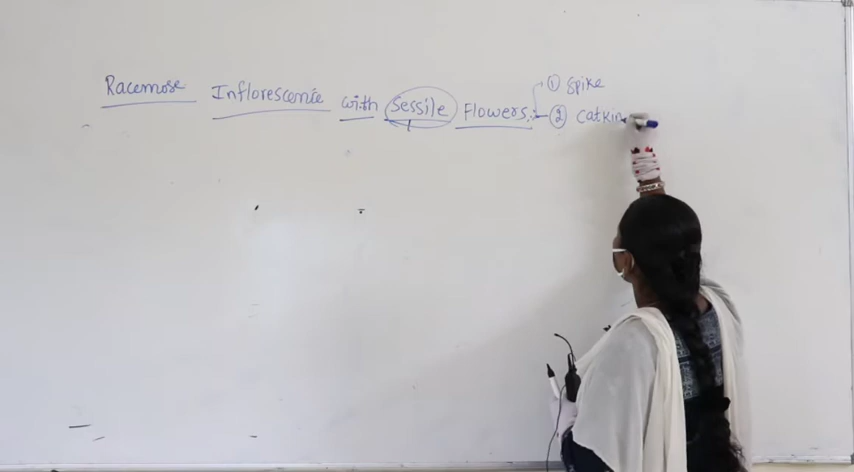 Racemose Inflorescence with Sessile Flowers:- ① Spike
② Catkin